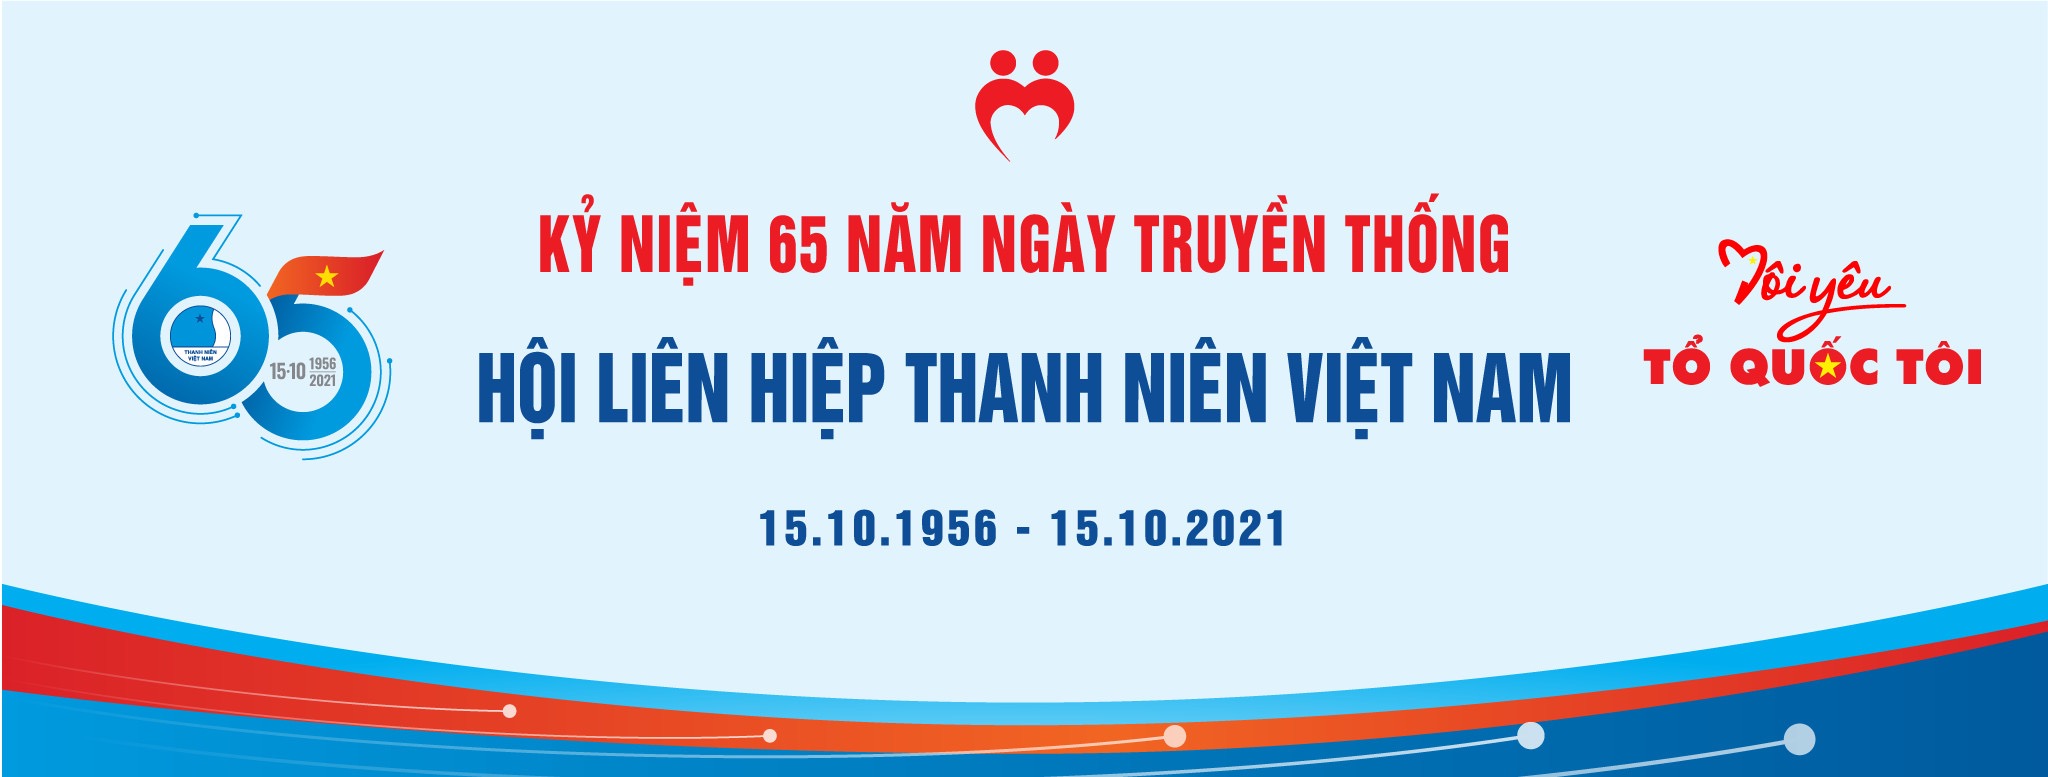 KỶ NIỆM 65 NĂM NGÀY TRUYỀN THỐNG
HỘI LIÊN HIỆP THANH NIÊN VIỆT NAM
15.10.1956 - 15.10.2021
65
THANH NIÊN
VIỆT NAM
15-10 1956
2021
Tôi yêu
TỔ QUỐC TÔI